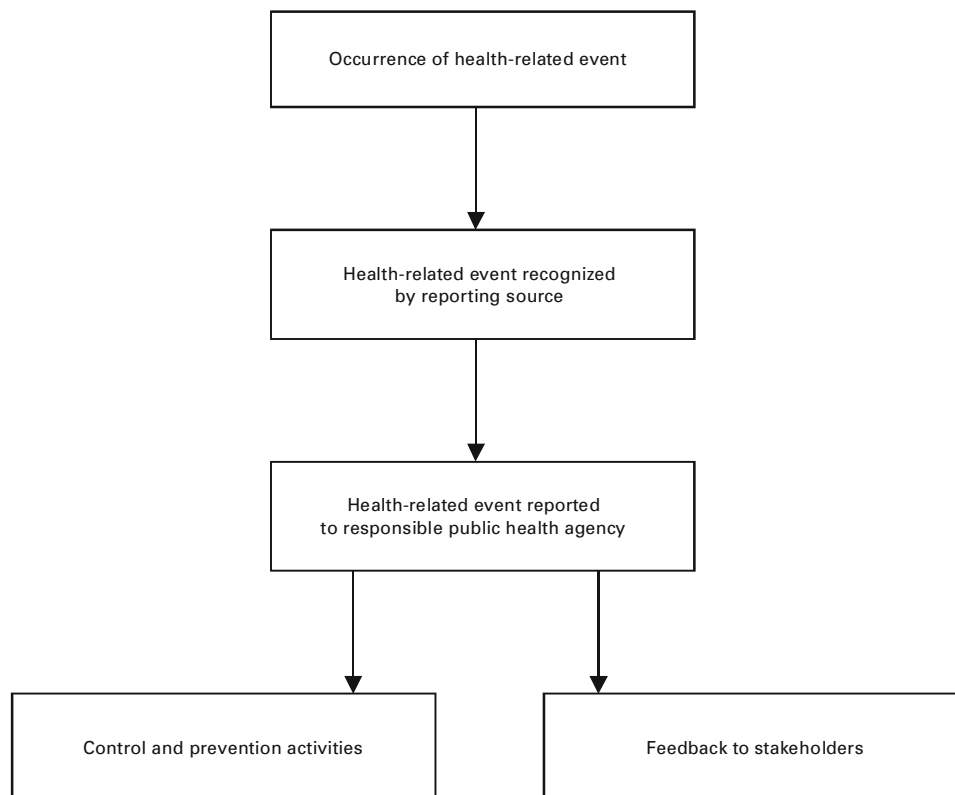 Occurrence of health-related event
Health-related event recognized
by reporting source
Health-related event reported
to responsible public health agency
Control and prevention activities
Feedback to stakeholders